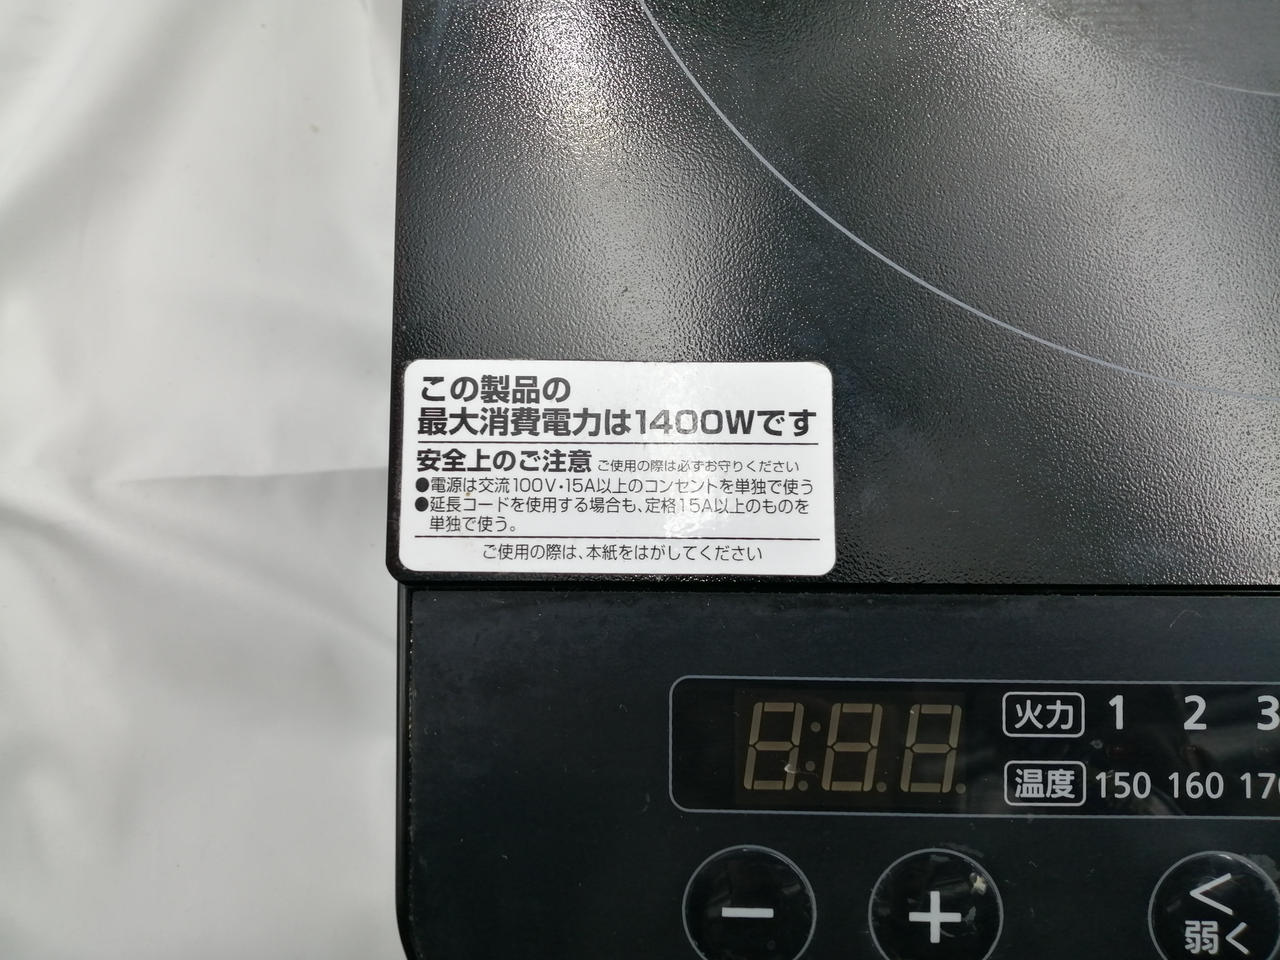 この製品の
最大消費電力は1400Wです
安全上のご注意 ご使用の際は必ずお守りください
●電源は交流100V・15A以上のコンセントを単独で使う
●延長コードを使用する場合も、定格15A以上のものを
単独で使う。
ご使用の際は、本紙をはがしてください
火力 1 2 3
温度 150 160 170
− +
<
弱く